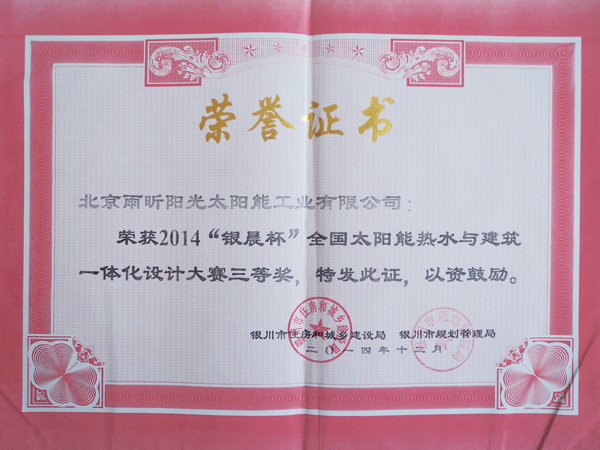 荣誉证书
北京雨昕阳光太阳能工业有限公司：
荣获2014“银晨杯”全国太阳能热水与建筑
一体化设计大赛三等奖，特发此证，以资鼓励。
银川市住房和城乡建设局 银川市规划管理局
二〇一四年十二月